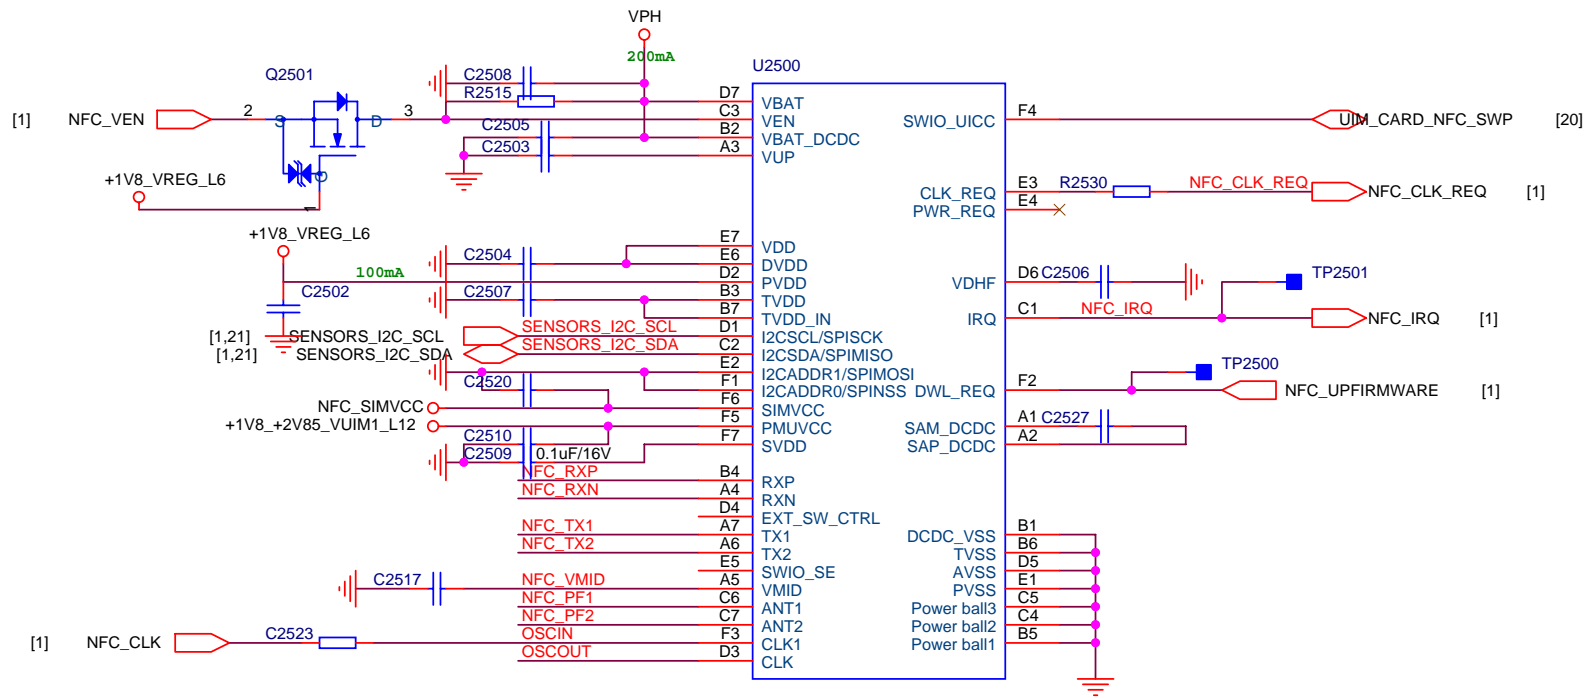 VPH
200mA
U2500
Q2501
C2508
R2515
D7 VBAT
[1] NFC_VEN 2 S D 3
C3 VEN
SWIO_UICC F4 UIM_CARD_NFC_SWP [20]
C2505 B2 VBAT_DCDC
C2503 A3 VUP
G
1
+1V8_VREG_L6
CLK_REQ E3 R2530 NFC_CLK_REQ NFC_CLK_REQ [1]
PWR_REQ E4
+1V8_VREG_L6
E7 VDD
C2504 E6 DVDD
100mA D2 PVDD
VDHF D6 C2506 TP2501
C2502
C2507 B3 TVDD
B7 TVDD_IN
IRQ C1 NFC_IRQ NFC_IRQ [1]
[1,21] SENSORS_I2C_SCL SENSORS_I2C_SCL D1 I2CSCL/SPISCK
[1,21] SENSORS_I2C_SDA SENSORS_I2C_SDA C2 I2CSDA/SPIMISO
E2 I2CADDR1/SPIMOSI
TP2500
C2520 F1 I2CADDR0/SPINSS
DWL_REQ F2 NFC_UPFIRMWARE [1]
NFC_SIMVCC F6 SIMVCC
+1V8_+2V85_VUIM1_L12 F5 PMUVCC
SAM_DCDC A1 C2527
C2510 F7 SVDD
SAP_DCDC A2
C2509 0.1uF/16V
NFC_RXP B4 RXP
NFC_RXN A4 RXN
D4 EXT_SW_CTRL
NFC_TX1 A7 TX1
DCDC_VSS B1
NFC_TX2 A6 TX2
TVSS B6
E5 SWIO_SE
AVSS D5
C2517 NFC_VMID A5 VMID
PVSS E1
NFC_PF1 C6 ANT1
Power ball3 C5
NFC_PF2 C7 ANT2
Power ball2 C4
[1] NFC_CLK C2523 OSCIN F3 CLK1
Power ball1 B5
OSCOUT D3 CLK